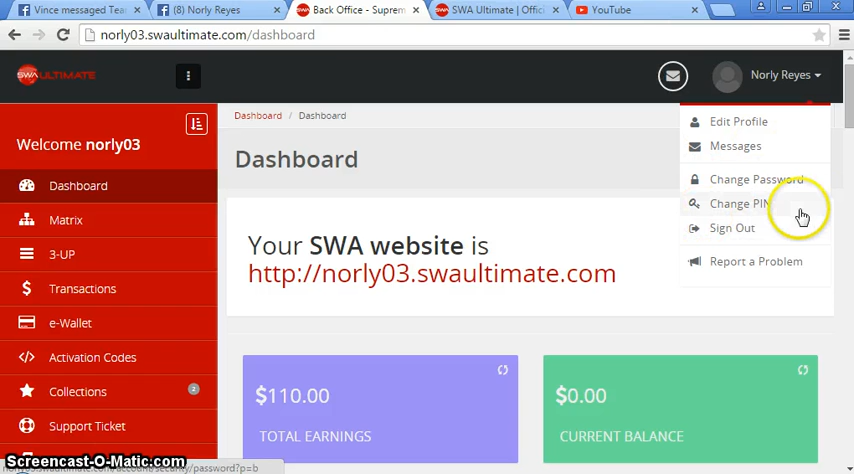 Vince messaged Team
(8) Norly Reyes
Back Office - Suprem
SWA Ultimate | Offici
YouTube
norly03.swaultimate.com/dashboard
SWA ULTIMATE
Norly Reyes
Welcome norly03
Dashboard / Dashboard
Edit Profile
Messages
Change Password
Change PIN
Sign Out
Report a Problem
Dashboard
Dashboard
Matrix
3-UP
Transactions
e-Wallet
Activation Codes
Collections 2
Support Ticket
Your SWA website is
http://norly03.swaultimate.com
$110.00
TOTAL EARNINGS
$0.00
CURRENT BALANCE
Screencast-O-Matic.com